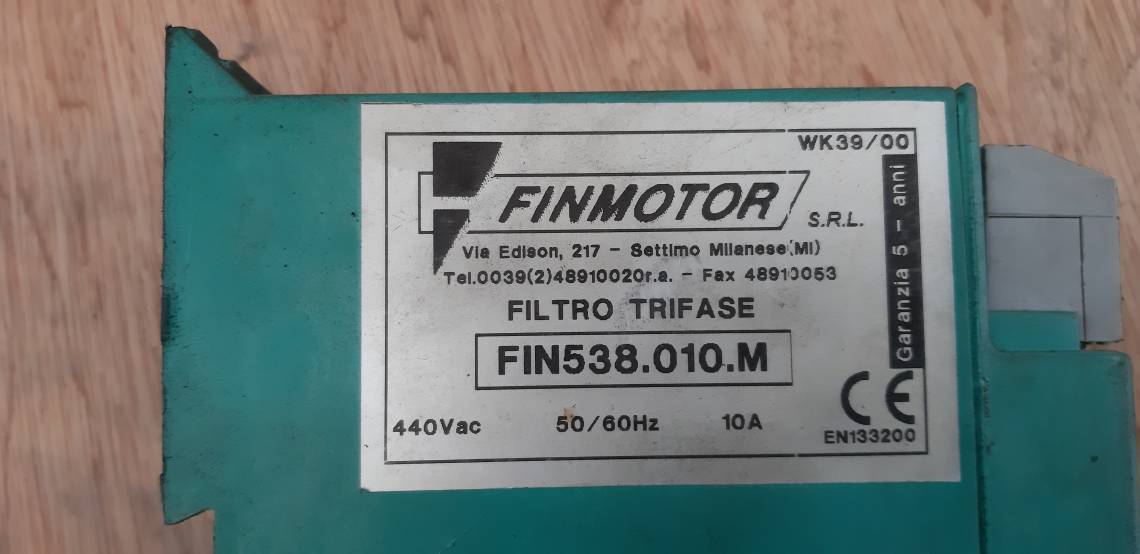 WK39/00
FINMOTOR S.R.L.
Via Edison, 217 - Settimo Milanese (MI)
Tel.0039(2)48910020r.a. - Fax 48910053
FILTRO TRIFASE
FIN538.010.M
440Vac 50/60Hz 10A
Garanzia 5 - anni
CE
EN133200